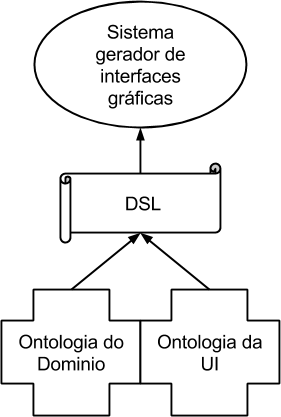 Sistema
gerador de
interfaces
gráficas
DSL
Ontologia do
Dominio
Ontologia da
UI